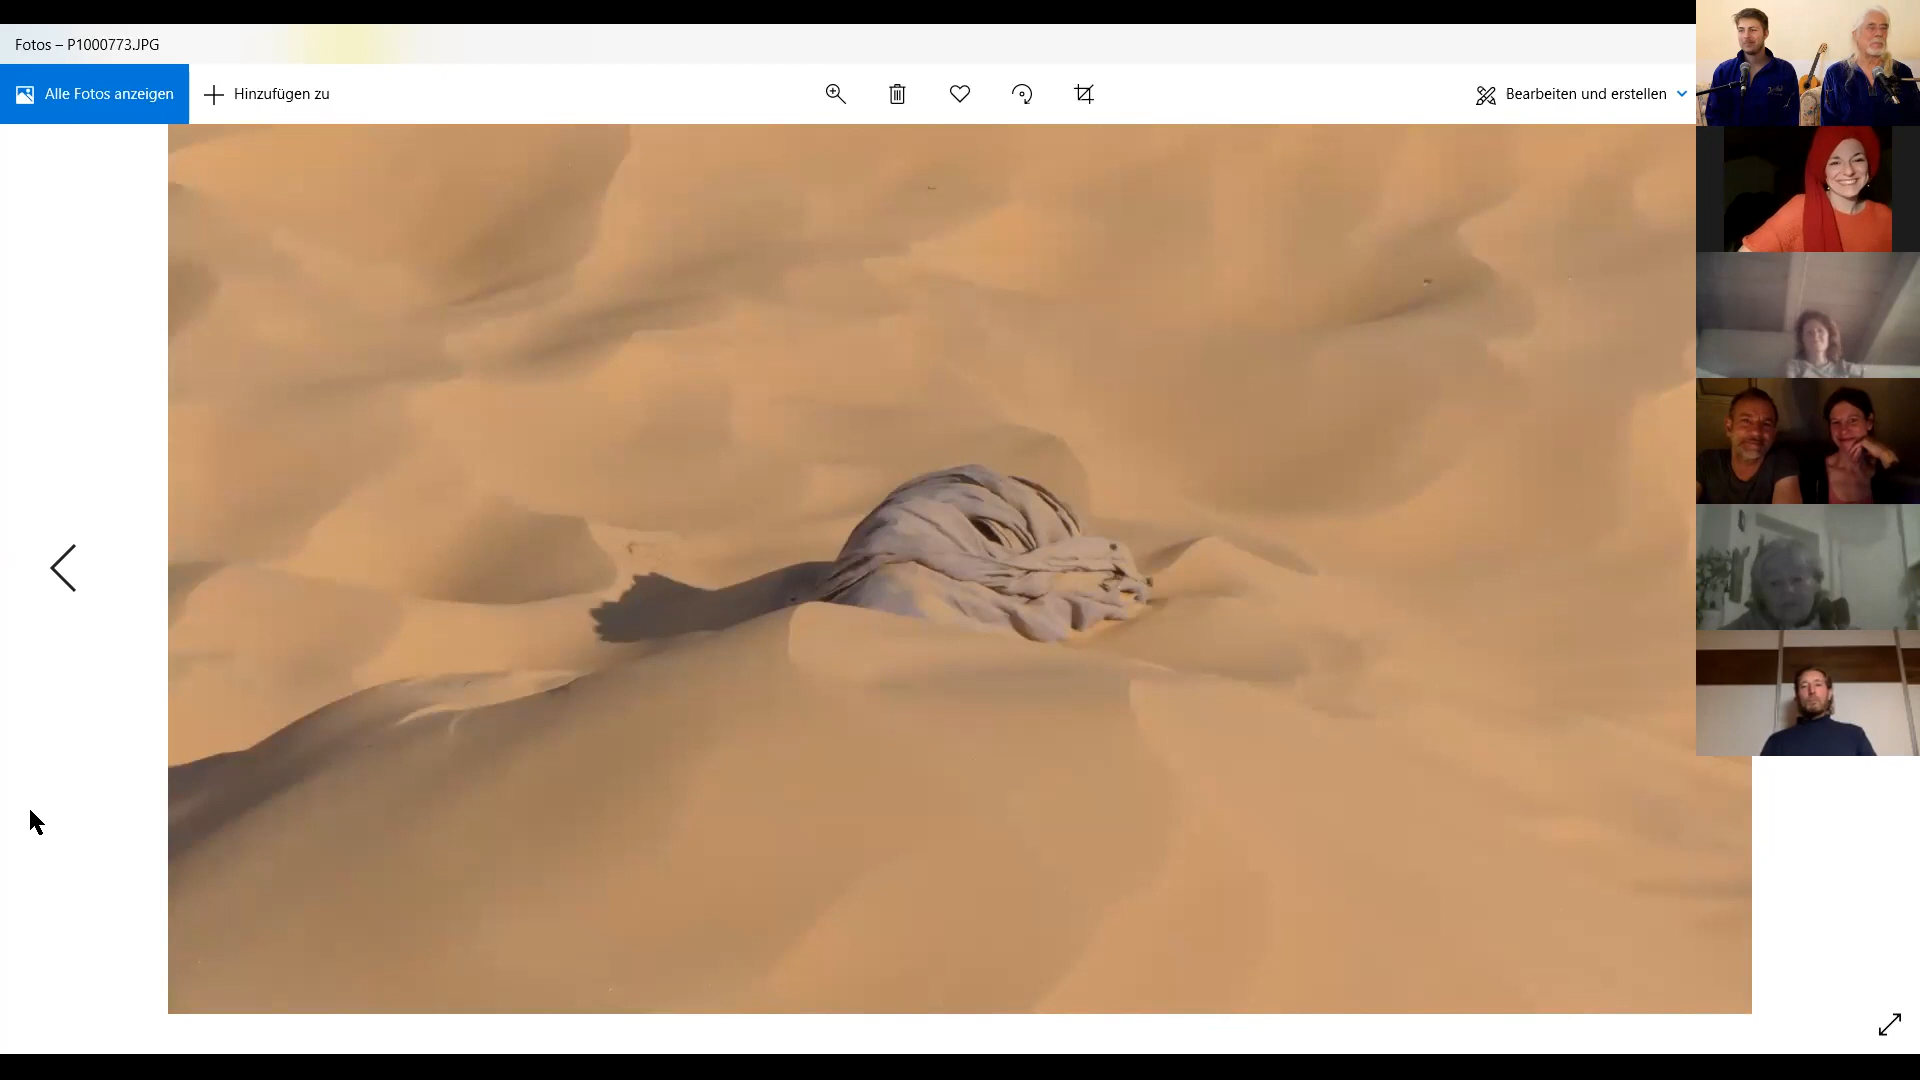 Fotos – P1000773.JPG
Alle Fotos anzeigen
Hinzufügen zu
Bearbeiten und erstellen